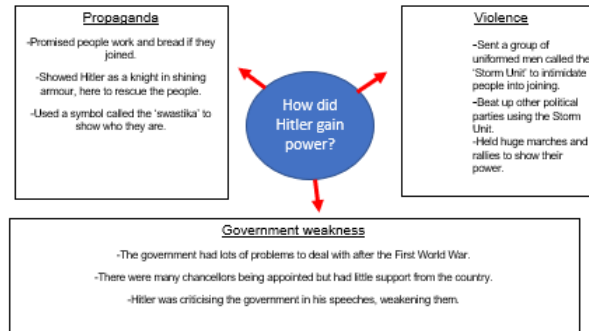 Propaganda
-Promised people work and bread if they
joined.
-Showed Hitler as a knight in shining
armour, here to rescue the people.
-Used a symbol called the ‘swastika’ to
show who they are.
How did
Hitler gain
power?
Violence
-Sent a group of
uniformed men called the
‘Storm Unit’ to intimidate
people into joining.
-Beat up other political
parties using the Storm
Unit.
-Held huge marches and
rallies to show their
power.
Government weakness
-The government had lots of problems to deal with after the First World War.
-There were many chancellors being appointed but had little support from the country.
-Hitler was criticising the government in his speeches, weakening them.